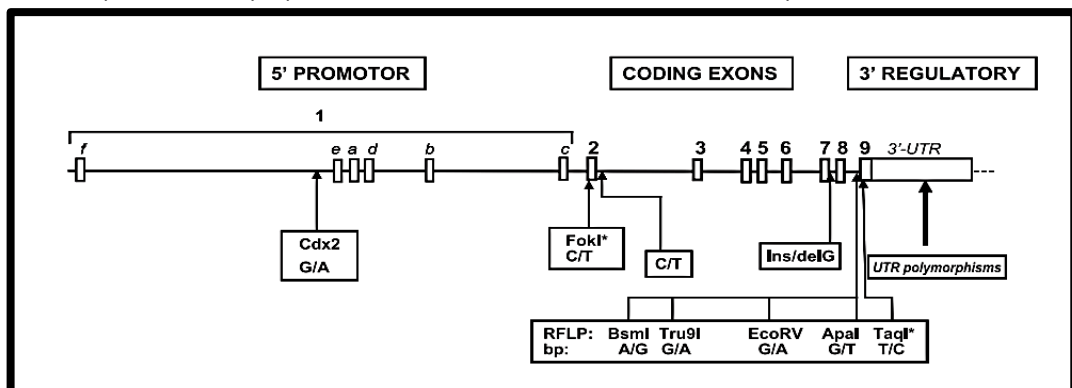 5' PROMOTOR CODING EXONS 3' REGULATORY
1
f e a d b c 2 3 4 5 6 7 8 9 3'-UTR
Cdx2
G/A
FokI*
C/T
C/T
Ins/delG
UTR polymorphisms
RFLP: BsmI Tru9I EcoRV ApaI TaqI*
bp: A/G G/A G/A G/T T/C